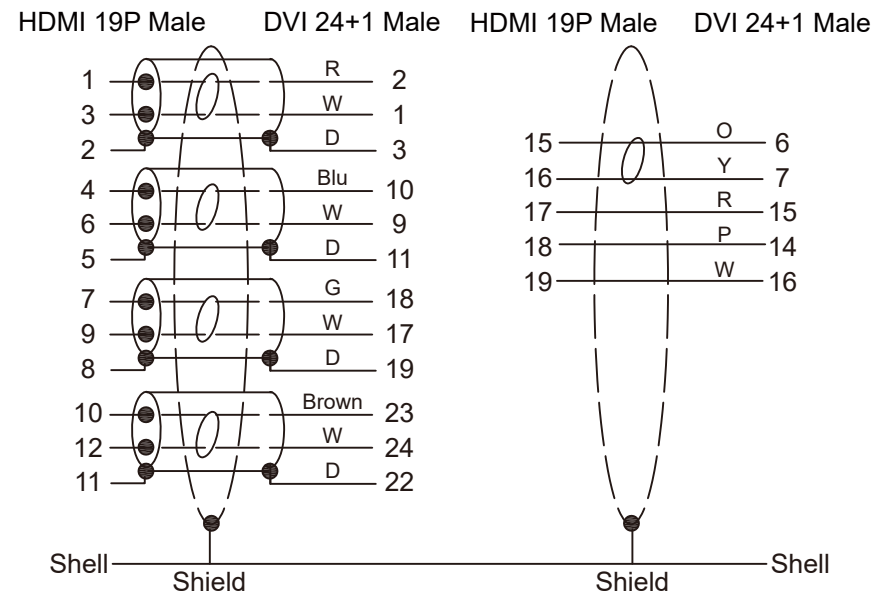 HDMI 19P Male DVI 24+1 Male HDMI 19P Male DVI 24+1 Male
1 R 2
3 W 1
2 D 3
4 Blu 10
6 W 9
5 D 11
7 G 18
9 W 17
8 D 19
10 Brown 23
12 W 24
11 D 22
15 O 6
16 Y 7
17 R 15
18 P 14
19 W 16
Shell Shell
Shield Shield